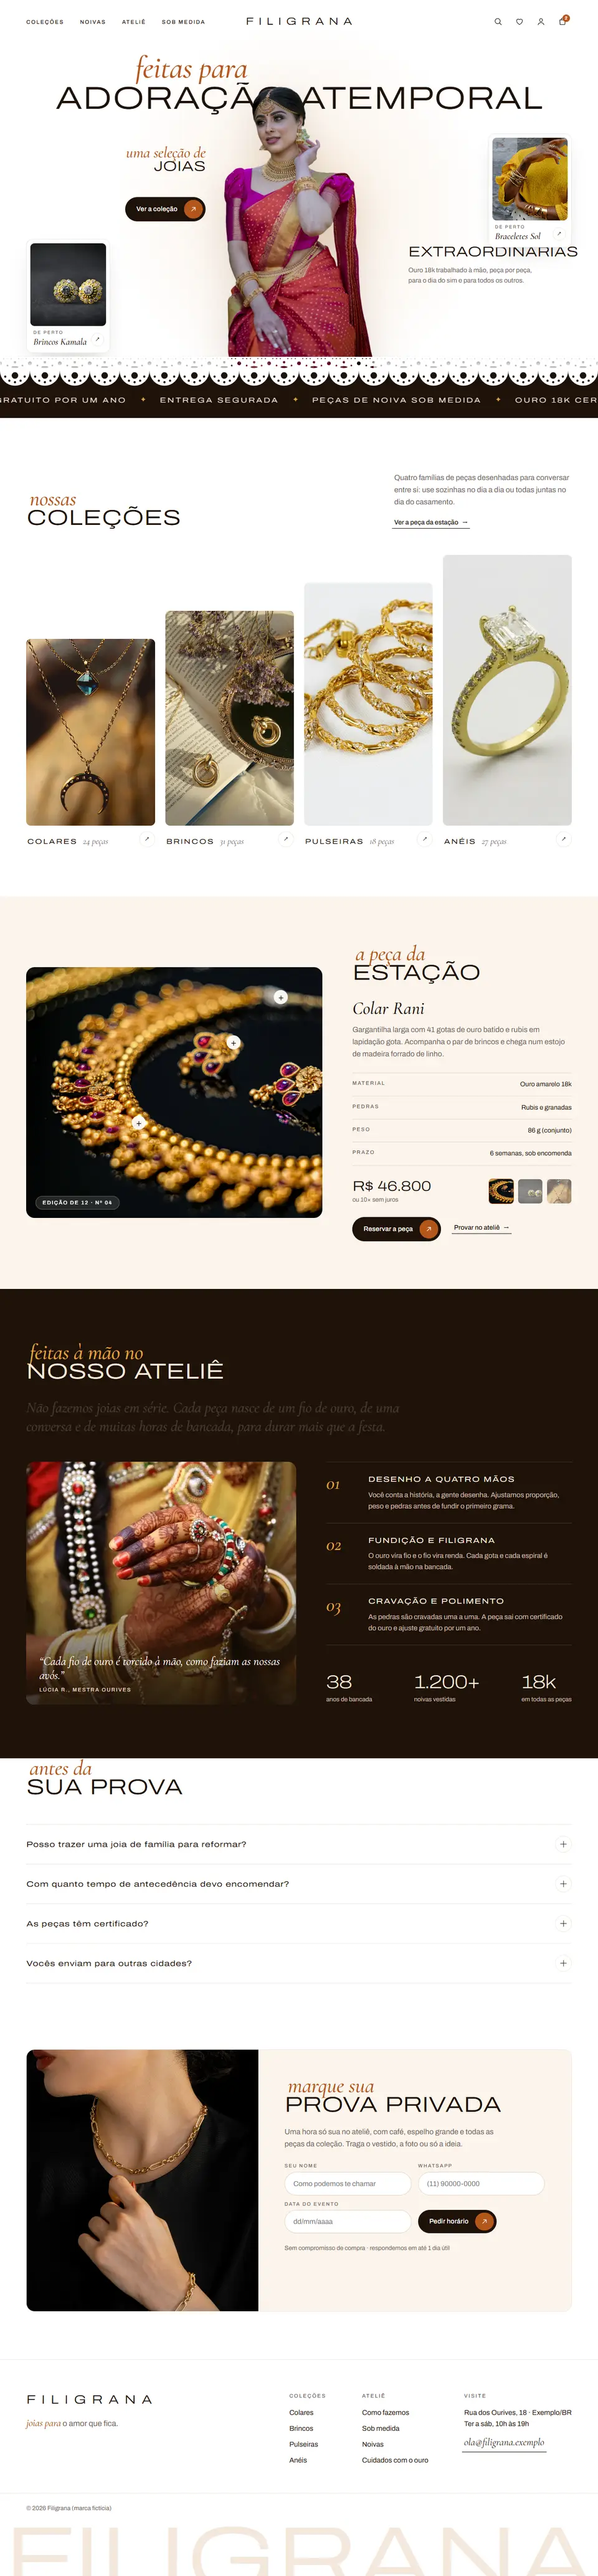 COLEÇÕES NOIVAS ATELIÊ SOB MEDIDA
FILIGRANA
2
feitas para
ADORAÇÃO ATEMPORAL
uma seleção de
JOIAS
Ver a coleção
DE PERTO
Braceletes Sol
EXTRAORDINÁRIAS
Ouro 18k trabalhado à mão, peça por peça,
para o dia do sim e para todos os outros.
DE PERTO
Brincos Kamala
GRATUITO POR UM ANO ✦ ENTREGA SEGURADA ✦ PEÇAS DE NOIVA SOB MEDIDA ✦ OURO 18K CER
Quatro famílias de peças desenhadas para conversar
entre si: use sozinhas no dia a dia ou todas juntas no
dia do casamento.
Ver a peça da estação →
nossas
COLEÇÕES
COLARES 24 peças
BRINCOS 31 peças
PULSEIRAS 18 peças
ANÉIS 27 peças
a peça da
ESTAÇÃO
Colar Rani
Gargantilha larga com 41 gotas de ouro batido e rubis em
lapidação gota. Acompanha o par de brincos e chega num estojo
de madeira forrado de linho.
MATERIAL Ouro amarelo 18k
PEDRAS Rubis e granadas
PESO 86 g (conjunto)
PRAZO 6 semanas, sob encomenda
R$ 46.800
ou 10× sem juros
Reservar a peça
Provar no ateliê →
EDIÇÃO DE 12 · Nº 04
feitas à mão no
NOSSO ATELIÊ
Não fazemos joias em série. Cada peça nasce de um fio de ouro, de uma
conversa e de muitas horas de bancada, para durar mais que a festa.
01
DESENHO A QUATRO MÃOS
Você conta a história, a gente desenha. Ajustamos proporção,
peso e pedras antes de fundir o primeiro grama.
02
FUNDIÇÃO E FILIGRANA
O ouro vira fio e o fio vira renda. Cada gota e cada espiral é
soldada à mão na bancada.
03
CRAVAÇÃO E POLIMENTO
As pedras são cravadas uma a uma. A peça sai com certificado
do ouro e ajuste gratuito por um ano.
“Cada fio de ouro é torcido à mão, como faziam as nossas
avós.”
LÚCIA R., MESTRA OURIVES
38
anos de bancada
1.200+
noivas vestidas
18k
em todas as peças
antes da
SUA PROVA
Posso trazer uma joia de família para reformar?
Com quanto tempo de antecedência devo encomendar?
As peças têm certificado?
Vocês enviam para outras cidades?
marque sua
PROVA PRIVADA
Uma hora só sua no ateliê, com café, espelho grande e todas as
peças da coleção. Traga o vestido, a foto ou só a ideia.
SEU NOME
Como podemos te chamar
WHATSAPP
(11) 90000-0000
DATA DO EVENTO
dd/mm/aaaa
Pedir horário
Sem compromisso de compra · respondemos em até 1 dia útil
FILIGRANA
joias para o amor que fica.
COLEÇÕES
Colares
Brincos
Pulseiras
Anéis
ATELIÊ
Como fazemos
Sob medida
Noivas
Cuidados com o ouro
VISITE
Rua dos Ourives, 18 · Exemplo/BR
Ter a sáb, 10h às 19h
ola@filigrana.exemplo
© 2026 Filigrana (marca fictícia)
FILIGRANA